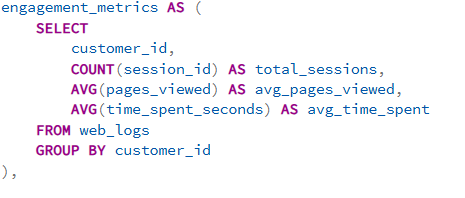 engagement_metrics AS (
    SELECT
        customer_id,
        COUNT(session_id) AS total_sessions,
        AVG(pages_viewed) AS avg_pages_viewed,
        AVG(time_spent_seconds) AS avg_time_spent
    FROM web_logs
    GROUP BY customer_id
),